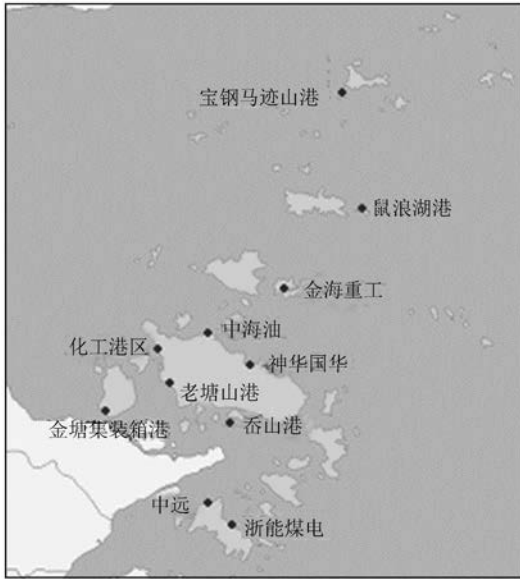 宝钢马迹山港
鼠浪湖港
金海重工
中海油
化工港区
神华国华
老塘山港
金塘集装箱港
岙山港
中远
浙能煤电